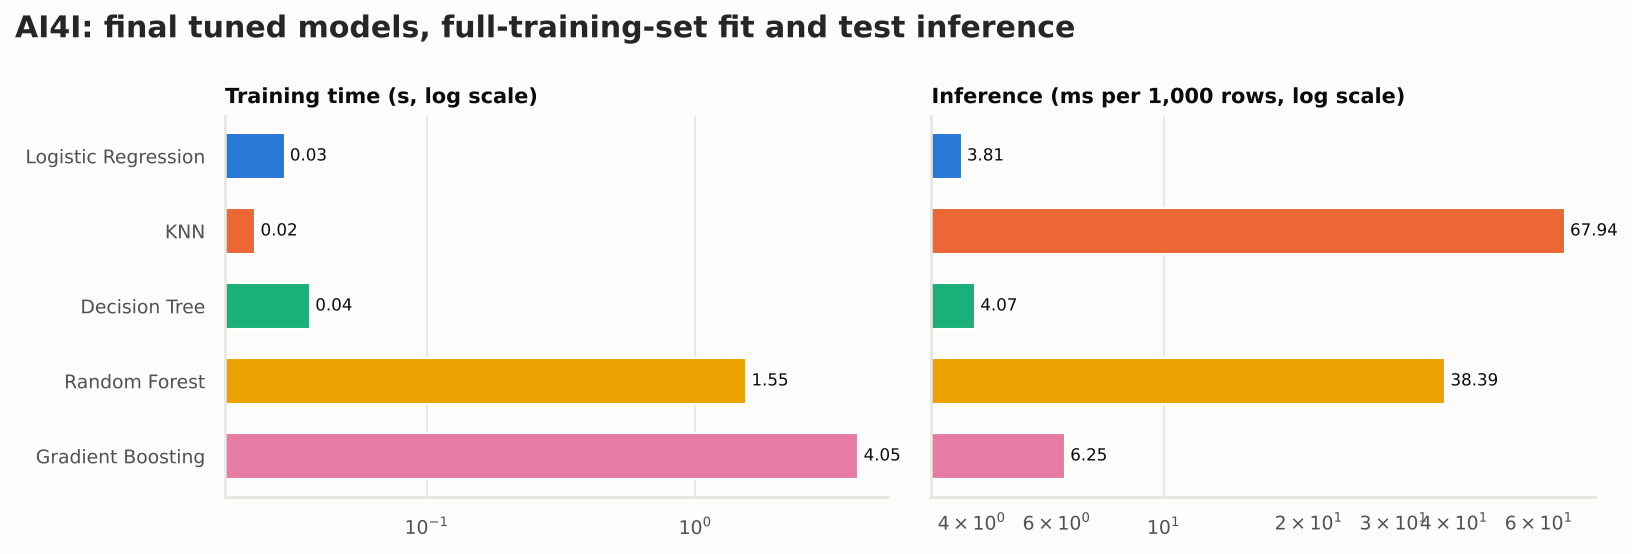 AI4I: final tuned models, full-training-set fit and test inference
Training time (s, log scale)
Logistic Regression 0.03
KNN 0.02
Decision Tree 0.04
Random Forest 1.55
Gradient Boosting 4.05
10⁻¹ 10⁰
Inference (ms per 1,000 rows, log scale)
3.81
67.94
4.07
38.39
6.25
4 × 10⁰ 6 × 10⁰ 10¹ 2 × 10¹ 3 × 10¹ 4 × 10¹ 6 × 10¹